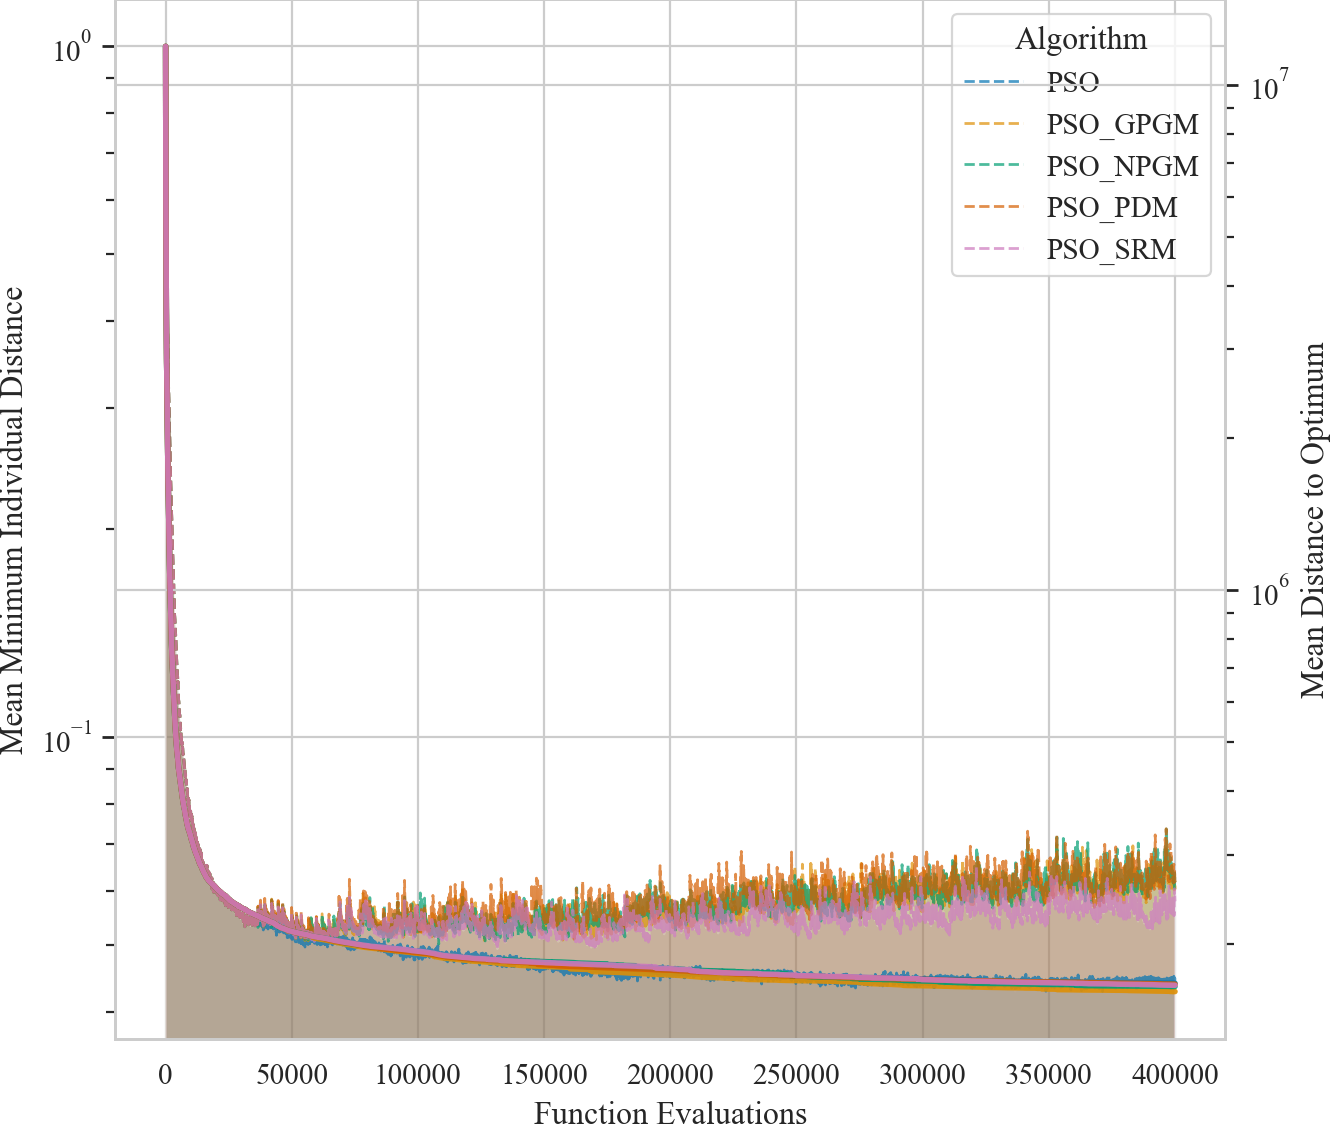 Mean Minimum Individual Distance
10^0
10^−1
Algorithm
PSO
PSO_GPGM
PSO_NPGM
PSO_PDM
PSO_SRM
10^7
10^6
Mean Distance to Optimum
0 50000 100000 150000 200000 250000 300000 350000 400000
Function Evaluations